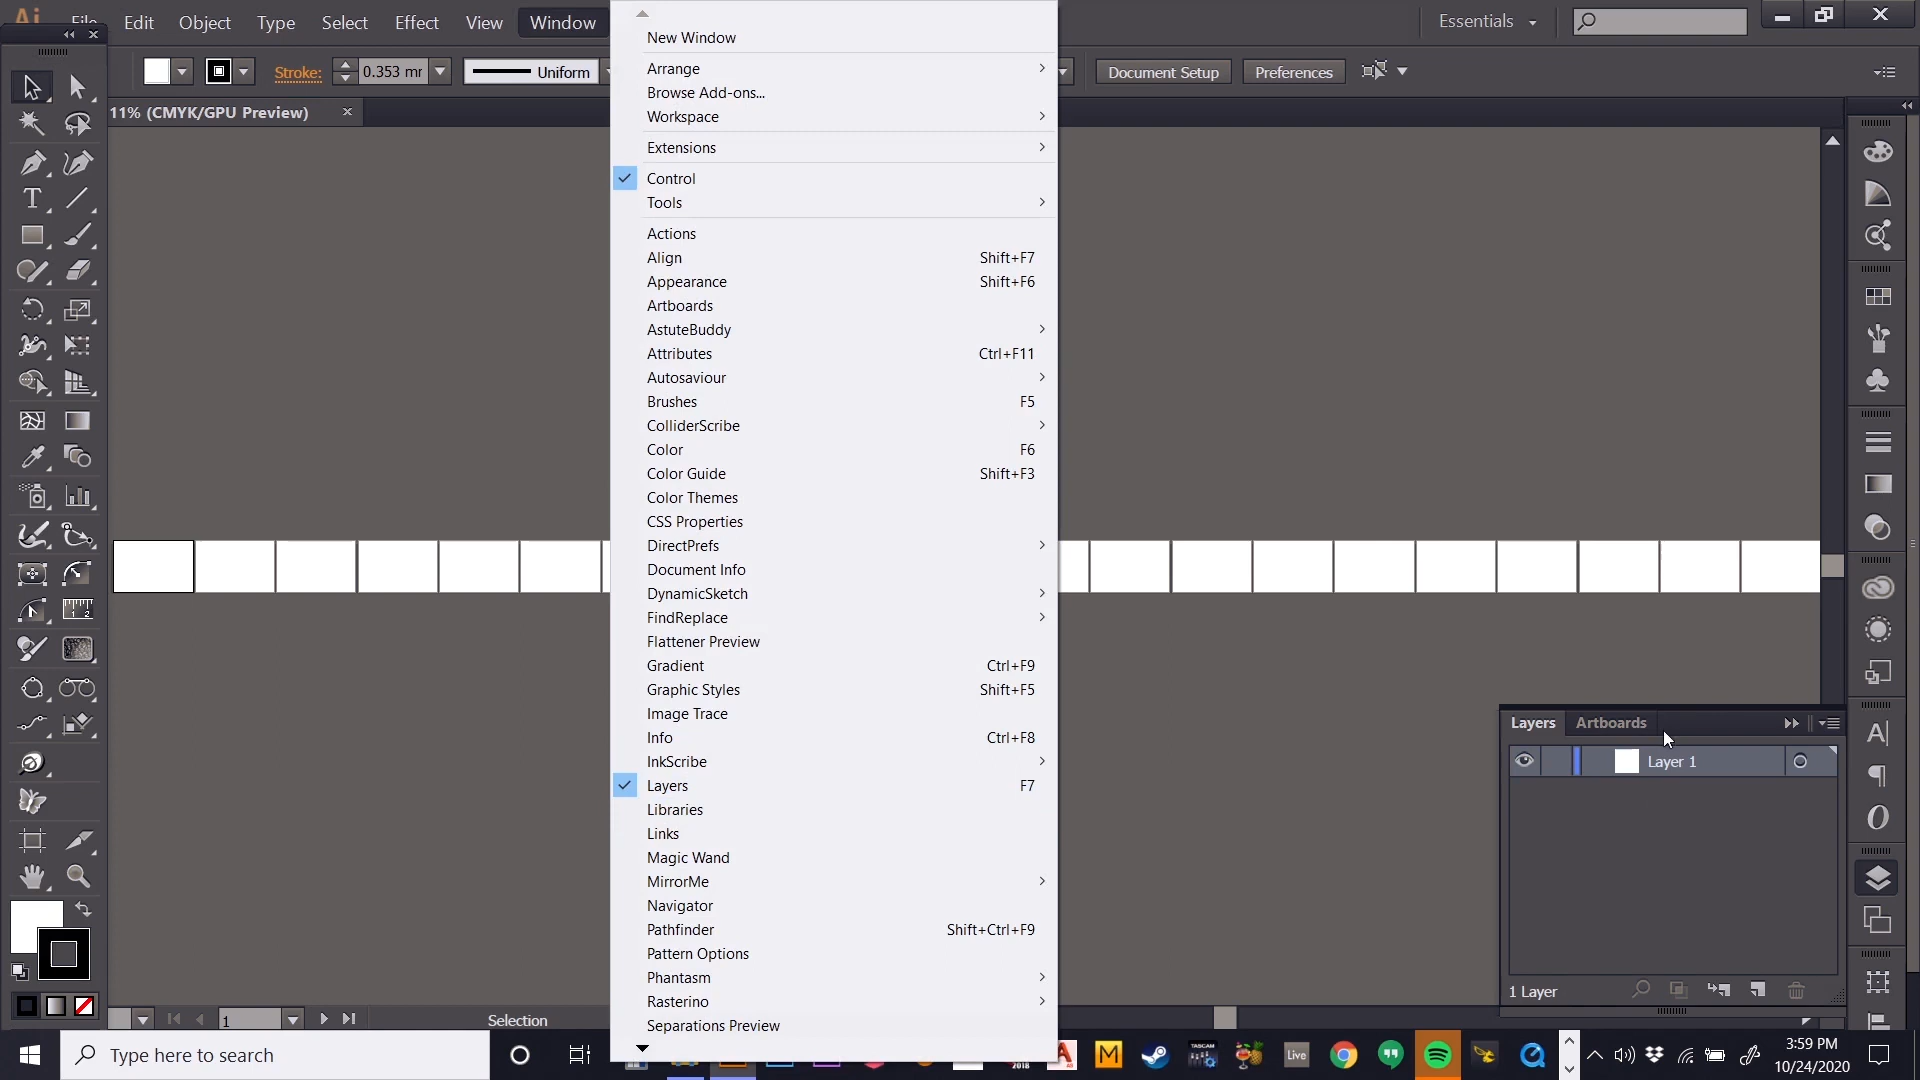 Ai File Edit Object Type Select Effect View Window
Essentials
Stroke: 0.353 mr Uniform Document Setup Preferences
11% (CMYK/GPU Preview)
New Window
Arrange
Browse Add-ons...
Workspace
Extensions
Control
Tools
Actions
Align Shift+F7
Appearance Shift+F6
Artboards
AstuteBuddy
Attributes Ctrl+F11
Autosaviour
Brushes F5
ColliderScribe
Color F6
Color Guide Shift+F3
Color Themes
CSS Properties
DirectPrefs
Document Info
DynamicSketch
FindReplace
Flattener Preview
Gradient Ctrl+F9
Graphic Styles Shift+F5
Image Trace
Info Ctrl+F8
InkScribe
Layers F7
Libraries
Links
Magic Wand
MirrorMe
Navigator
Pathfinder Shift+Ctrl+F9
Pattern Options
Phantasm
Rasterino
Separations Preview
Layers Artboards
Layer 1
1 Layer
1 Selection
Type here to search
2018
TASCAM
Live
3:59 PM
10/24/2020